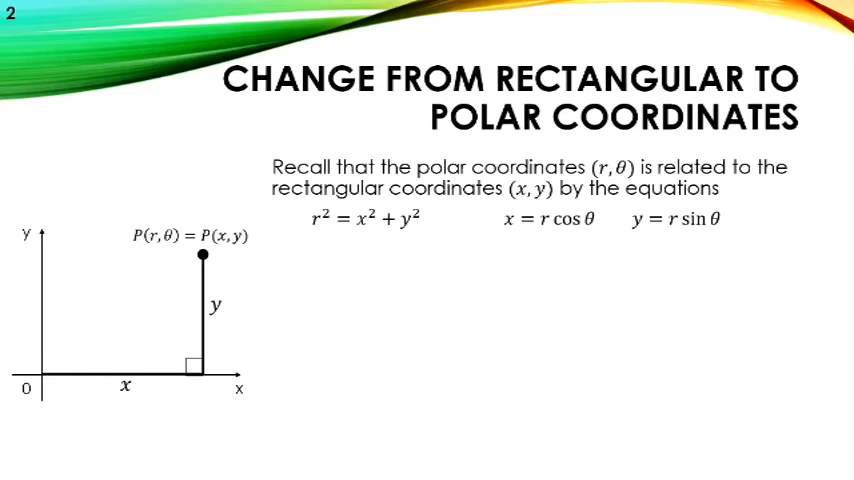 2
CHANGE FROM RECTANGULAR TO
POLAR COORDINATES
Recall that the polar coordinates (r, θ) is related to the
rectangular coordinates (x, y) by the equations
r² = x² + y² x = r cos θ y = r sin θ
y
P(r, θ) = P(x, y)
y
0
x
x